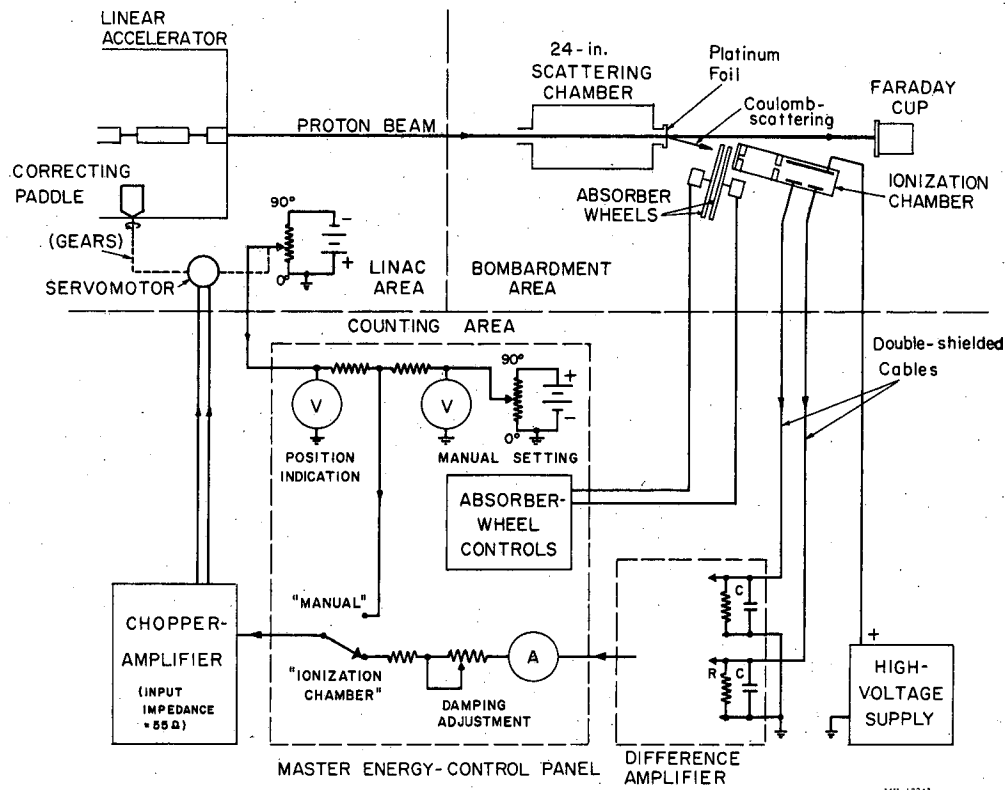 LINEAR
ACCELERATOR
24-in.
SCATTERING
CHAMBER
Platinum
Foil
Coulomb-
scattering
FARADAY
CUP
PROTON BEAM
CORRECTING
PADDLE
ABSORBER
WHEELS
IONIZATION
CHAMBER
(GEARS)
90°
–
+
0°
SERVOMOTOR
LINAC
AREA
BOMBARDMENT
AREA
COUNTING AREA
Double-shielded
Cables
V
V
90°
+
–
0°
POSITION
INDICATION
MANUAL SETTING
ABSORBER-
WHEEL
CONTROLS
CHOPPER-
AMPLIFIER
(INPUT
IMPEDANCE
=55Ω)
"MANUAL"
"IONIZATION
CHAMBER"
DAMPING
ADJUSTMENT
A
C
R
C
+
HIGH-
VOLTAGE
SUPPLY
MASTER ENERGY-CONTROL PANEL
DIFFERENCE
AMPLIFIER